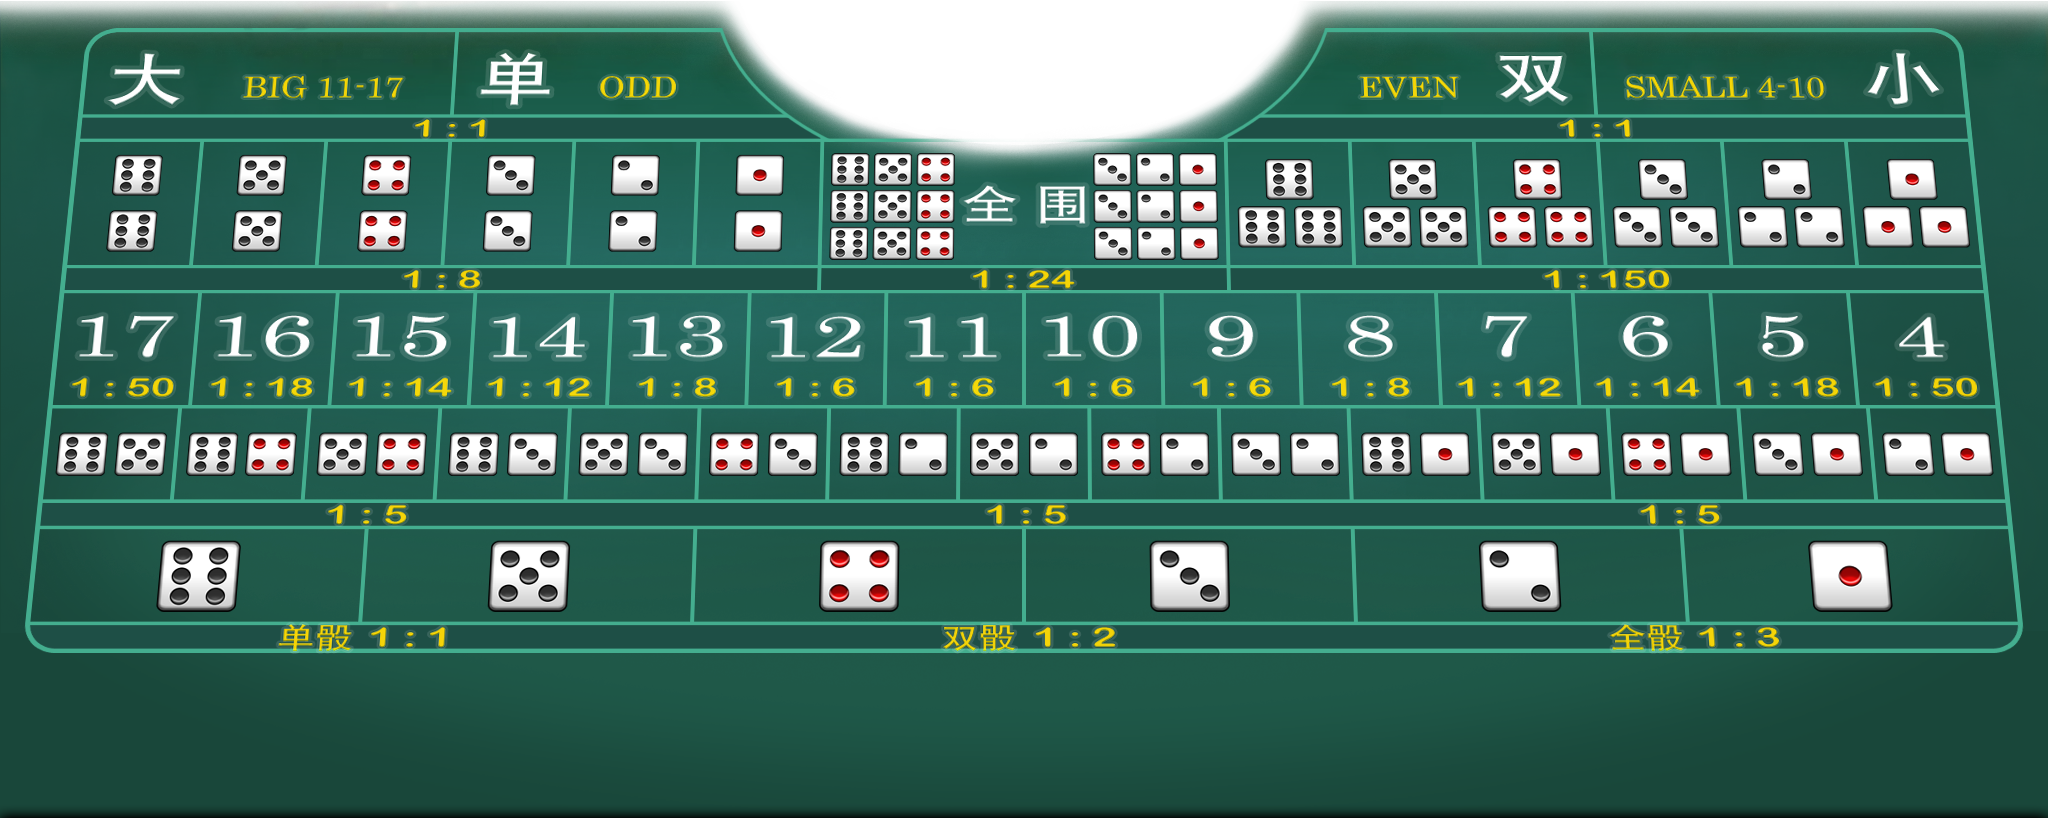 大 BIG 11-17 单 ODD EVEN 双 SMALL 4-10 小
1 : 1 1 : 1
全 围
1 : 8 1 : 24 1 : 150
17 16 15 14 13 12 11 10 9 8 7 6 5 4
1 : 50 1 : 18 1 : 14 1 : 12 1 : 8 1 : 6 1 : 6 1 : 6 1 : 6 1 : 8 1 : 12 1 : 14 1 : 18 1 : 50
1 : 5 1 : 5 1 : 5
单骰 1 : 1 双骰 1 : 2 全骰 1 : 3